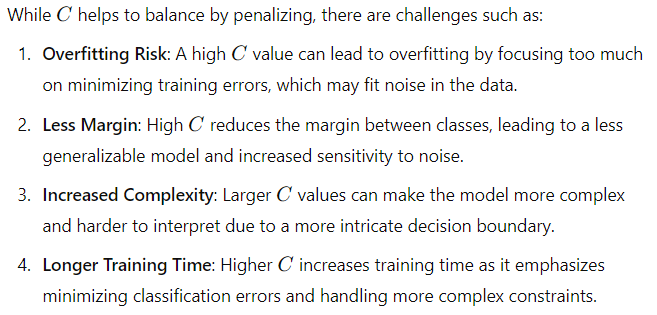 While C helps to balance by penalizing, there are challenges such as:
1. Overfitting Risk: A high C value can lead to overfitting by focusing too much
on minimizing training errors, which may fit noise in the data.
2. Less Margin: High C reduces the margin between classes, leading to a less
generalizable model and increased sensitivity to noise.
3. Increased Complexity: Larger C values can make the model more complex
and harder to interpret due to a more intricate decision boundary.
4. Longer Training Time: Higher C increases training time as it emphasizes
minimizing classification errors and handling more complex constraints.